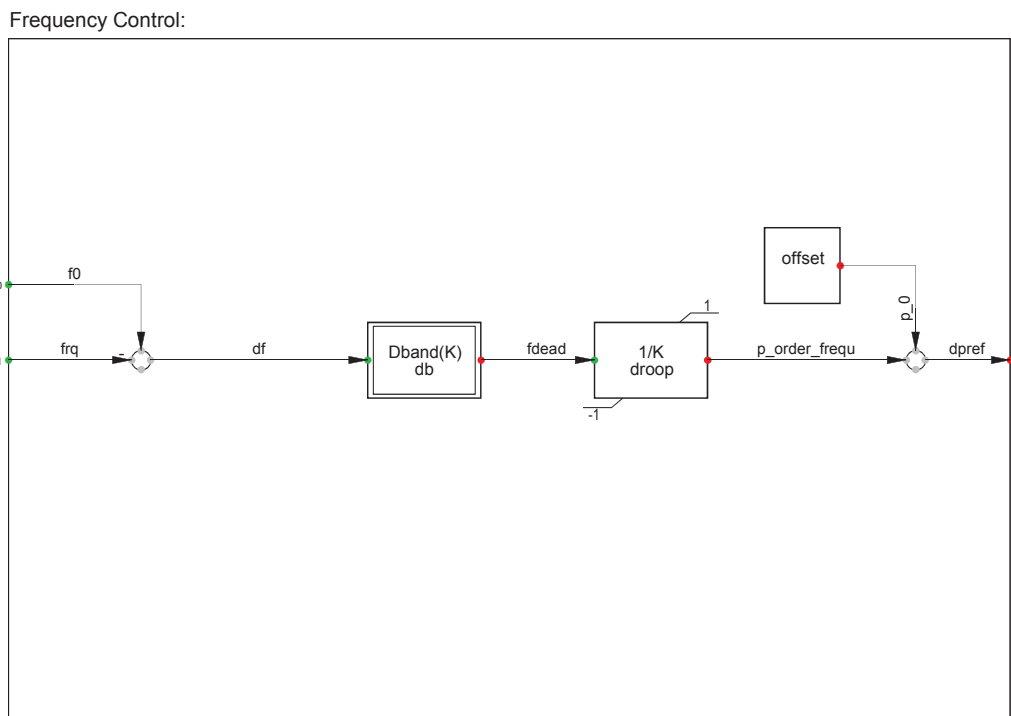 Frequency Control:
offset
f0
p_0
1
frq
-
df
Dband(K)
db
fdead
1/K
droop
p_order_frequ
dpref
-1